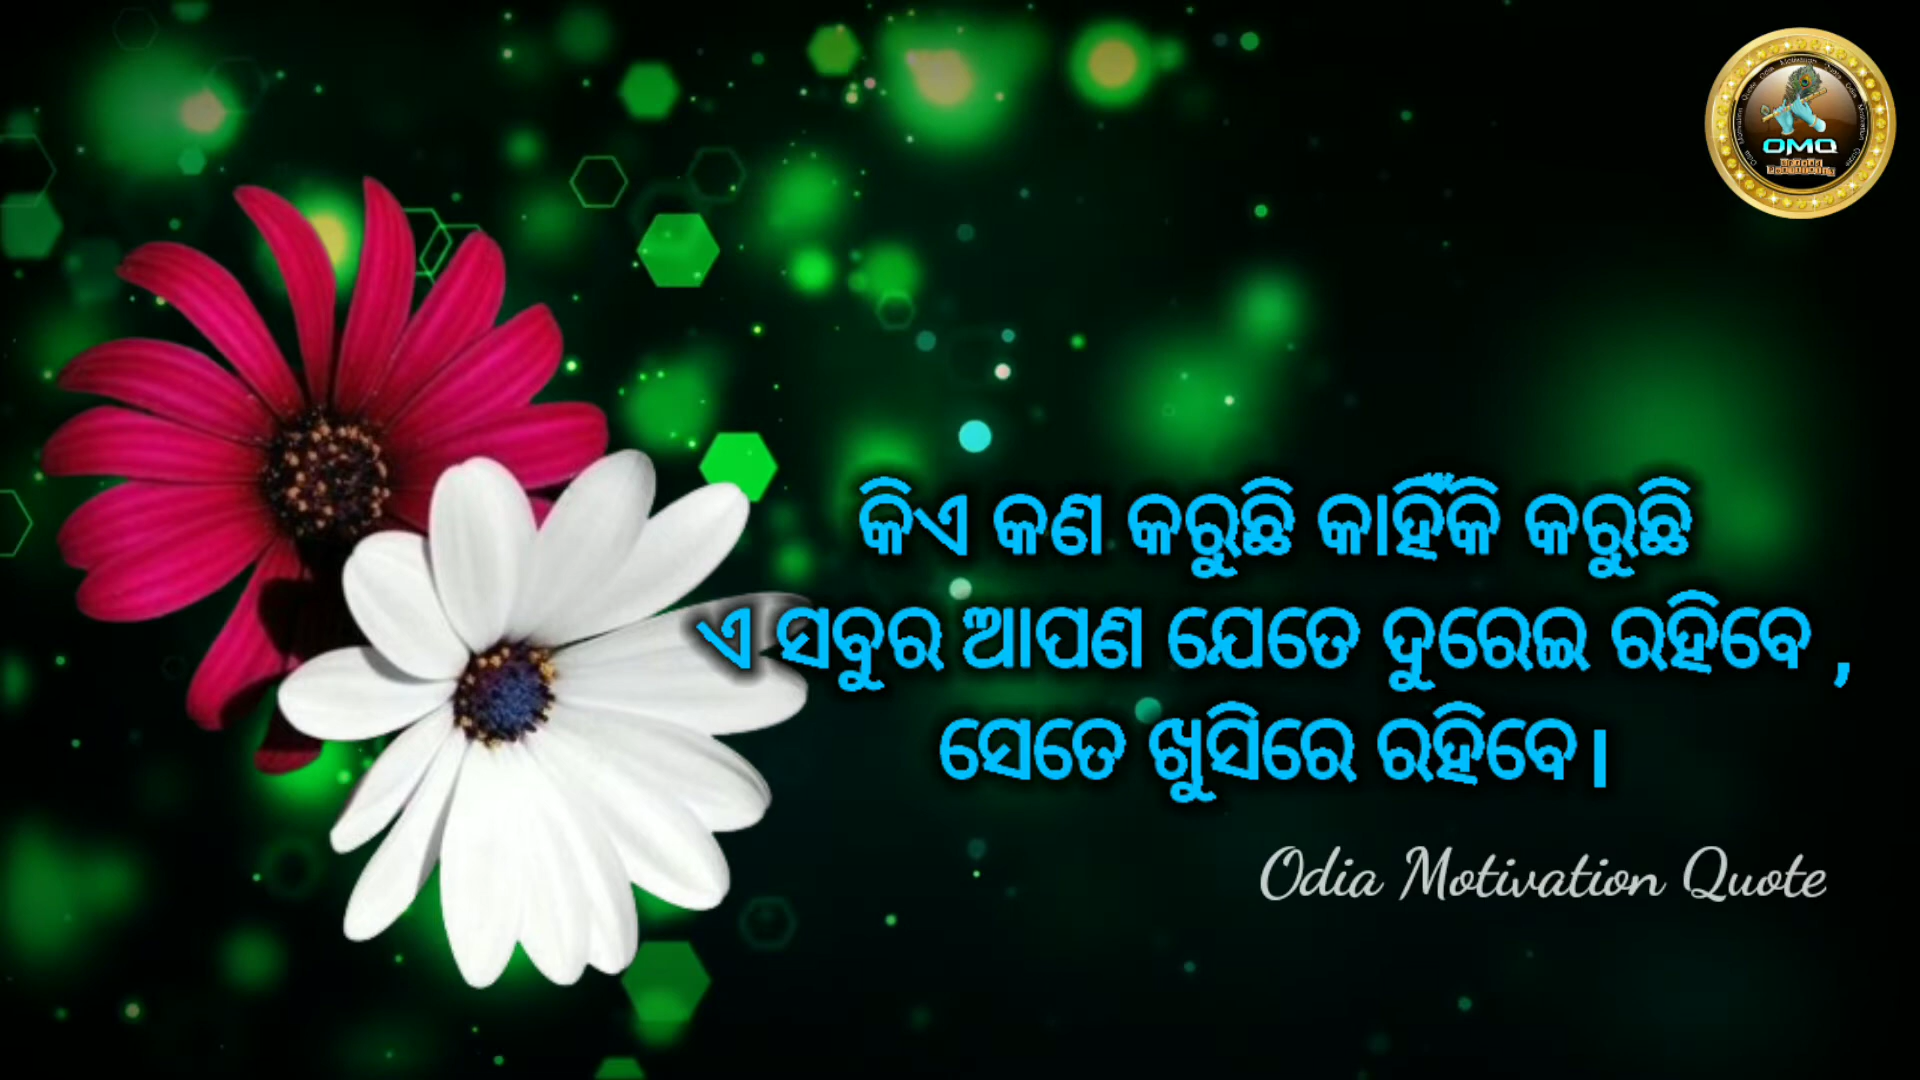 OMQ
କିଏ କଣ କରୁଛି କାହିଁକି କରୁଛି
ଏ ସବୁର ଆପଣ ଯେତେ ଦୁରେଇ ରହିବେ ,
ସେତେ ଖୁସିରେ ରହିବେ।
Odia Motivation Quote